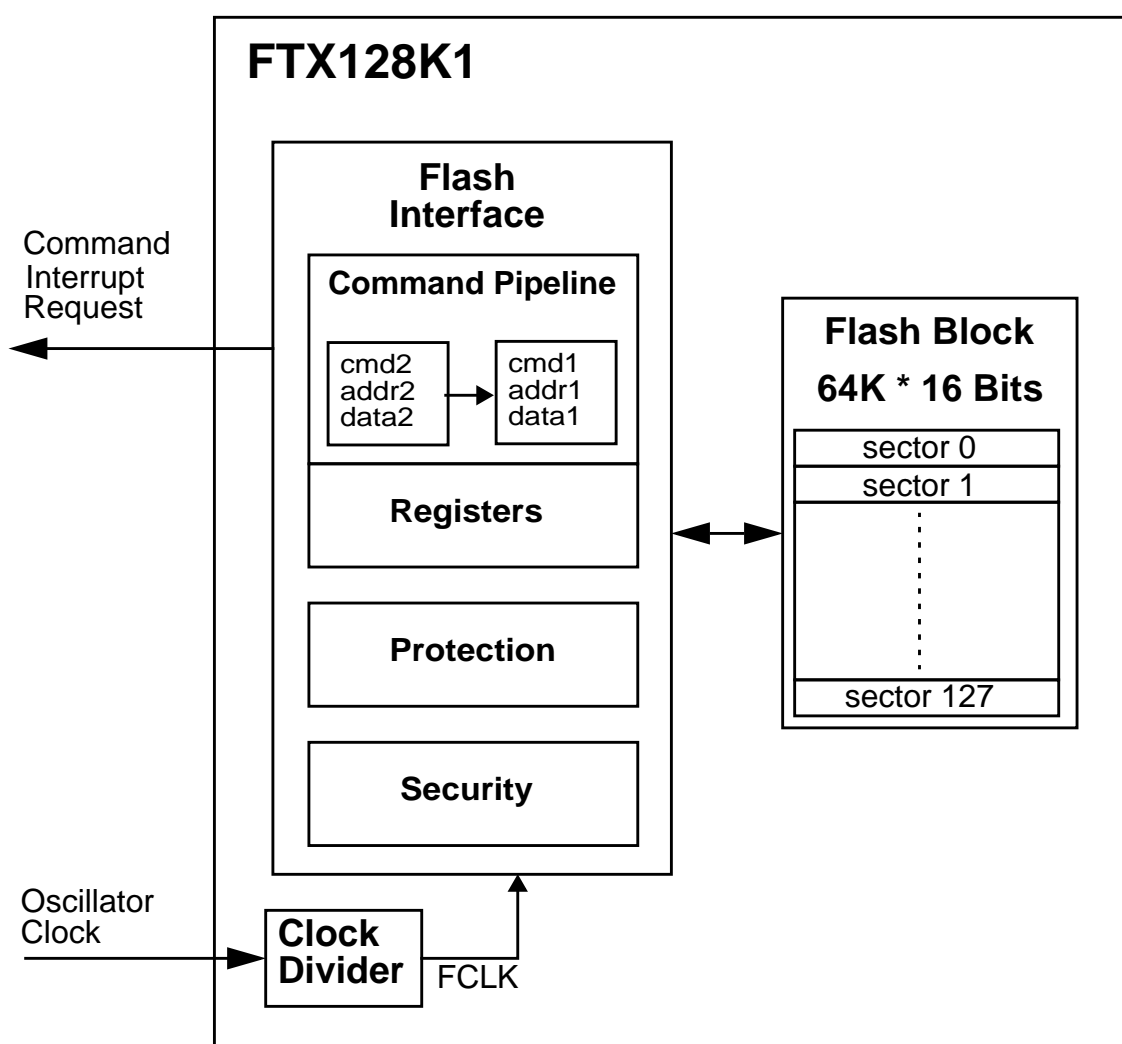 FTX128K1
Flash
Interface
Command
Interrupt
Request
Command Pipeline
cmd2
addr2
data2
cmd1
addr1
data1
Registers
Protection
Security
Flash Block
64K * 16 Bits
sector 0
sector 1
sector 127
Oscillator
Clock
Clock
Divider
FCLK